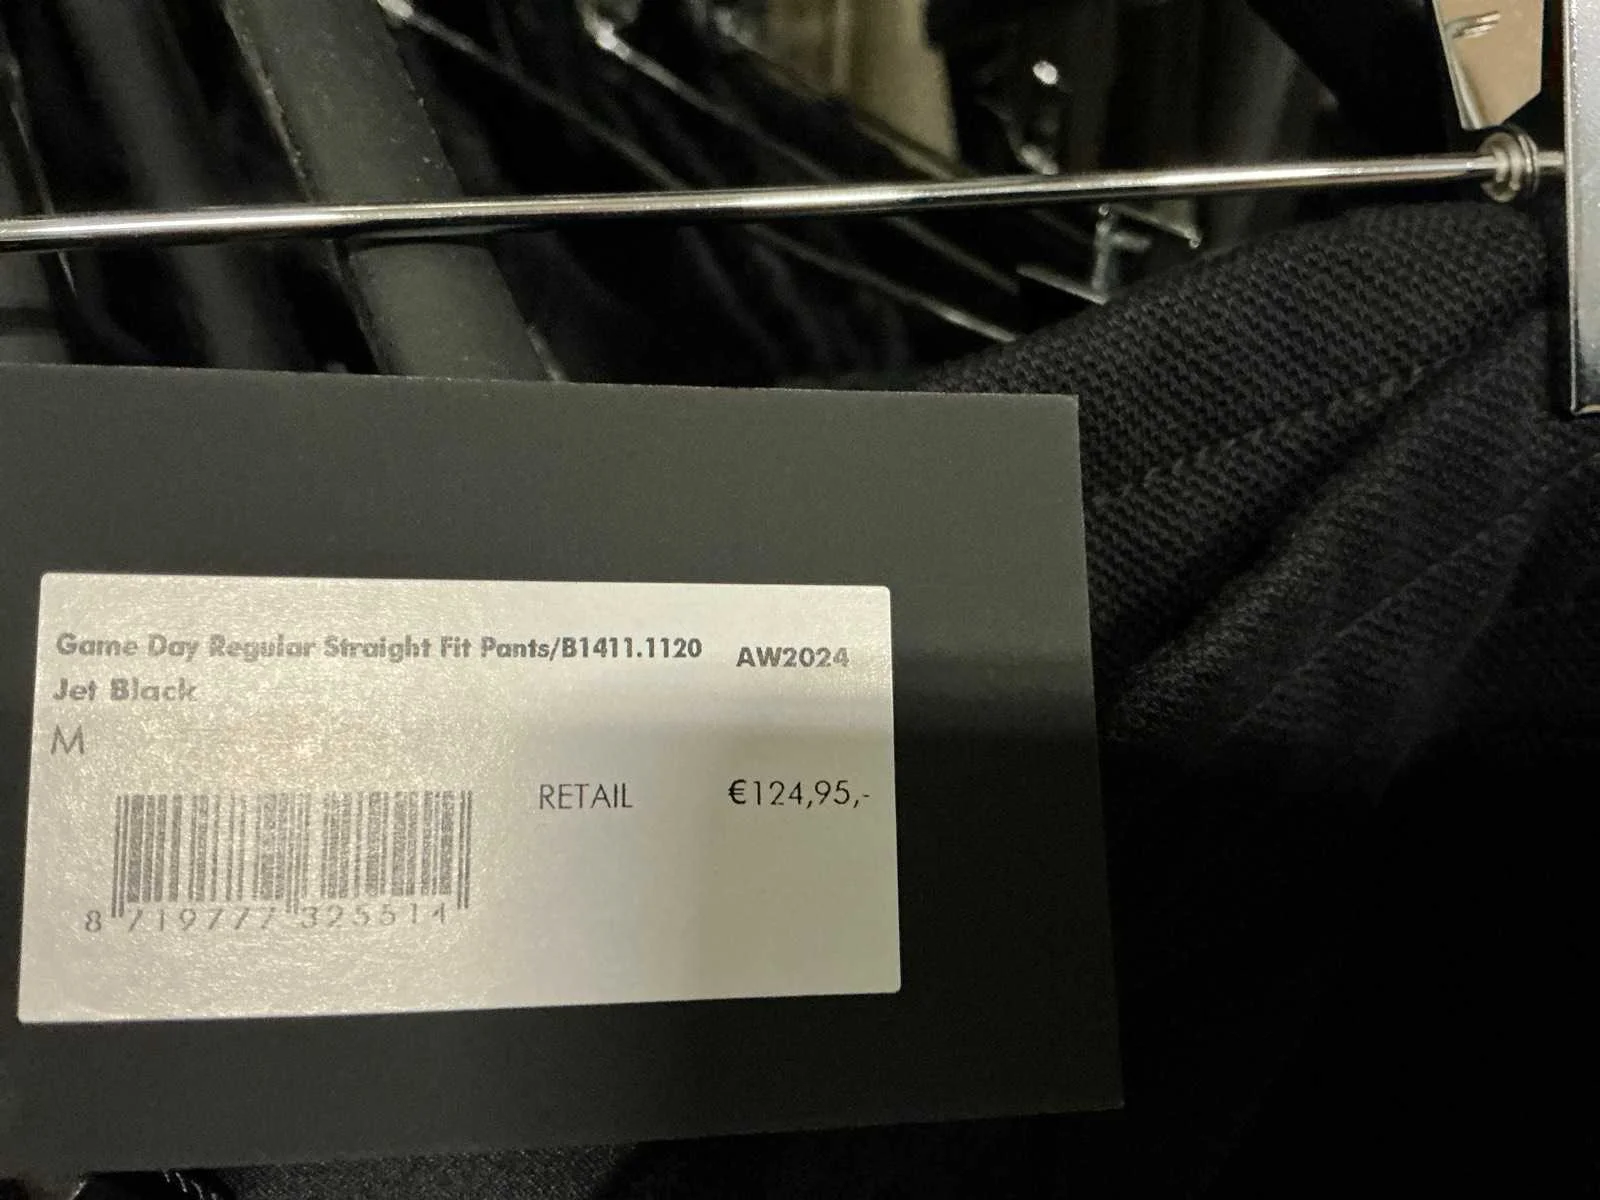 Game Day Regular Straight Fit Pants/B1411.1120 AW2024
Jet Black
M
RETAIL €124,95,-
8 719777 325514